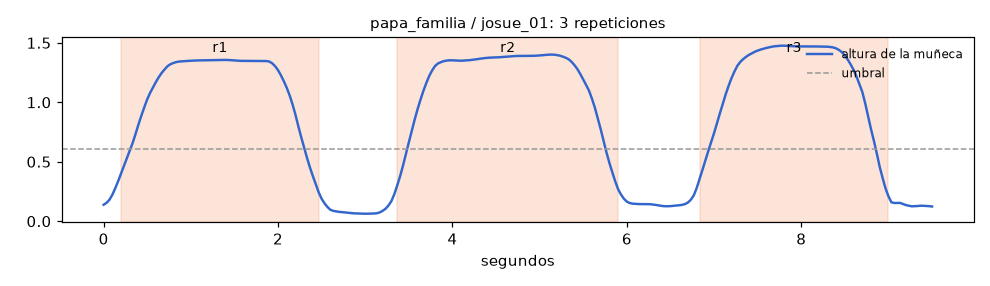 papa_familia / josue_01: 3 repeticiones
r1
r2
r3
altura de la muñeca
umbral
1.5
1.0
0.5
0.0
0
2
4
6
8
segundos